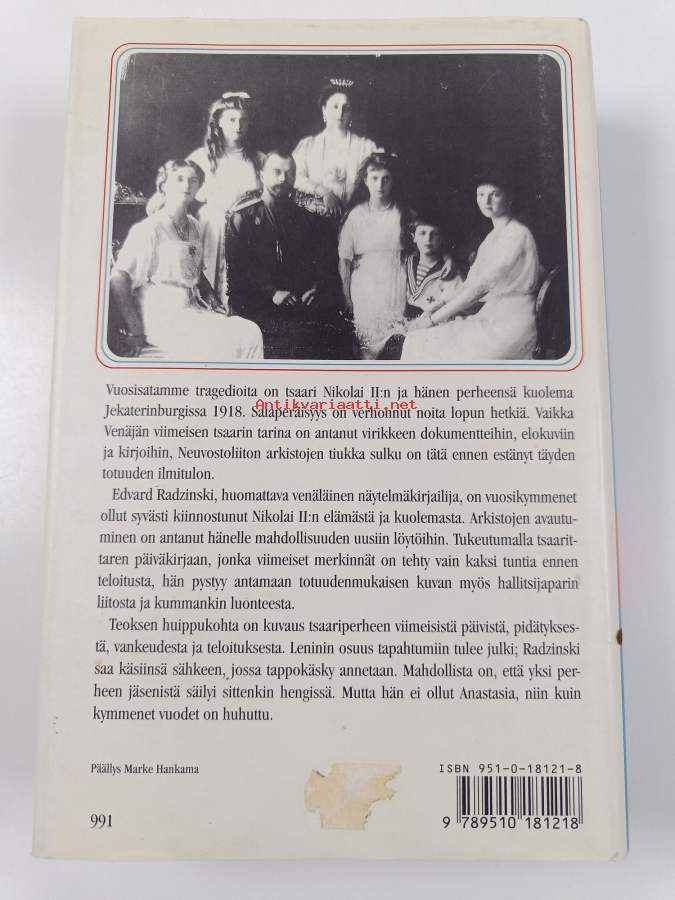 Vuosisatamme tragedioita on tsaari Nikolai II:n ja hänen perheensä kuolema
Antikvariaatti.net
Jekaterinburgissa 1918. Salaperäisyys on verhonnut noita lopun hetkiä. Vaikka
Venäjän viimeisen tsaarin tarina on antanut virikkeen dokumentteihin, elokuviin
ja kirjoihin, Neuvostoliiton arkistojen tiukka sulku on tätä ennen estänyt täyden
totuuden ilmitulon.
Edvard Radzinski, huomattava venäläinen näytelmäkirjailija, on vuosikymmenet
ollut syvästi kiinnostunut Nikolai II:n elämästä ja kuolemasta. Arkistojen avautu-
minen on antanut hänelle mahdollisuuden uusiin löytöihin. Tukeutumalla tsaarit-
taren päiväkirjaan, jonka viimeiset merkinnät on tehty vain kaksi tuntia ennen
teloitusta, hän pystyy antamaan totuudenmukaisen kuvan myös hallitsijaparin
liitosta ja kummankin luonteesta.
Teoksen huippukohta on kuvaus tsaariperheen viimeisistä päivistä, pidätykses-
tä, vankeudesta ja teloituksesta. Leninin osuus tapahtumiin tulee julki; Radzinski
saa käsiinsä sähkeen, jossa tappokäsky annetaan. Mahdollista on, että yksi per-
heen jäsenistä säilyi sittenkin hengissä. Mutta hän ei ollut Anastasia, niin kuin
kymmenet vuodet on huhuttu.
Päällys Marke Hankama
ISBN 951-0-18121-8
991
9 789510 181218